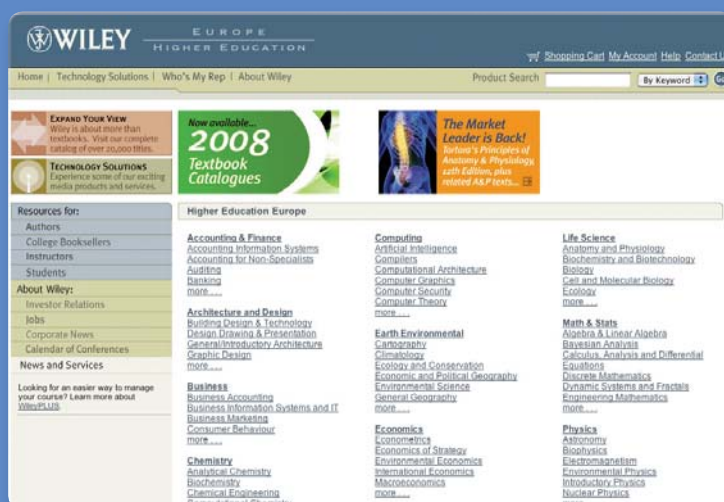 WILEY
EUROPE
HIGHER EDUCATION
Shopping Cart My Account Help Contact U
Home | Technology Solutions | Who's My Rep | About Wiley
Product Search
By Keyword
EXPAND YOUR VIEW
Wiley is about more than
textbooks. Visit our complete
catalog of over 20,000 titles.
TECHNOLOGY SOLUTIONS
Experience some of our exciting
media products and services.
Now available...
2008
Textbook
Catalogues
The Market
Leader is Back!
Tortora's Principles of
Anatomy & Physiology,
12th Edition, plus
related A&P texts...
Resources for:
Authors
College Booksellers
Instructors
Students
About Wiley:
Investor Relations
Jobs
Corporate News
Calendar of Conferences
News and Services
Looking for an easier way to manage
your course? Learn more about
WileyPLUS.
Higher Education Europe
Accounting & Finance
Accounting Information Systems
Accounting for Non-Specialists
Auditing
Banking
more ....
Architecture and Design
Building Design & Technology
Design Drawing & Presentation
General/Introductory Architecture
Graphic Design
more ....
Business
Business Accounting
Business Information Systems and IT
Business Marketing
Consumer Behaviour
more ....
Chemistry
Analytical Chemistry
Biochemistry
Chemical Engineering
Computing
Artificial Intelligence
Compilers
Computational Architecture
Computer Graphics
Computer Security
Computer Theory
more ....
Earth Environmental
Cartography
Climatology
Ecology and Conservation
Economic and Political Geography
Environmental Science
General Geography
more ....
Economics
Econometrics
Economics of Strategy
Environmental Economics
International Economics
Macroeconomics
more ....
Life Science
Anatomy and Physiology
Biochemistry and Biotechnology
Biology
Cell and Molecular Biology
Ecology
more ....
Math & Stats
Algebra & Linear Algebra
Bayesian Analysis
Calculus, Analysis and Differential
Equations
Discrete Mathematics
Dynamic Systems and Fractals
Engineering Mathematics
more ....
Physics
Astronomy
Biophysics
Electromagnetism
Environmental Physics
Introductory Physics
Nuclear Physics